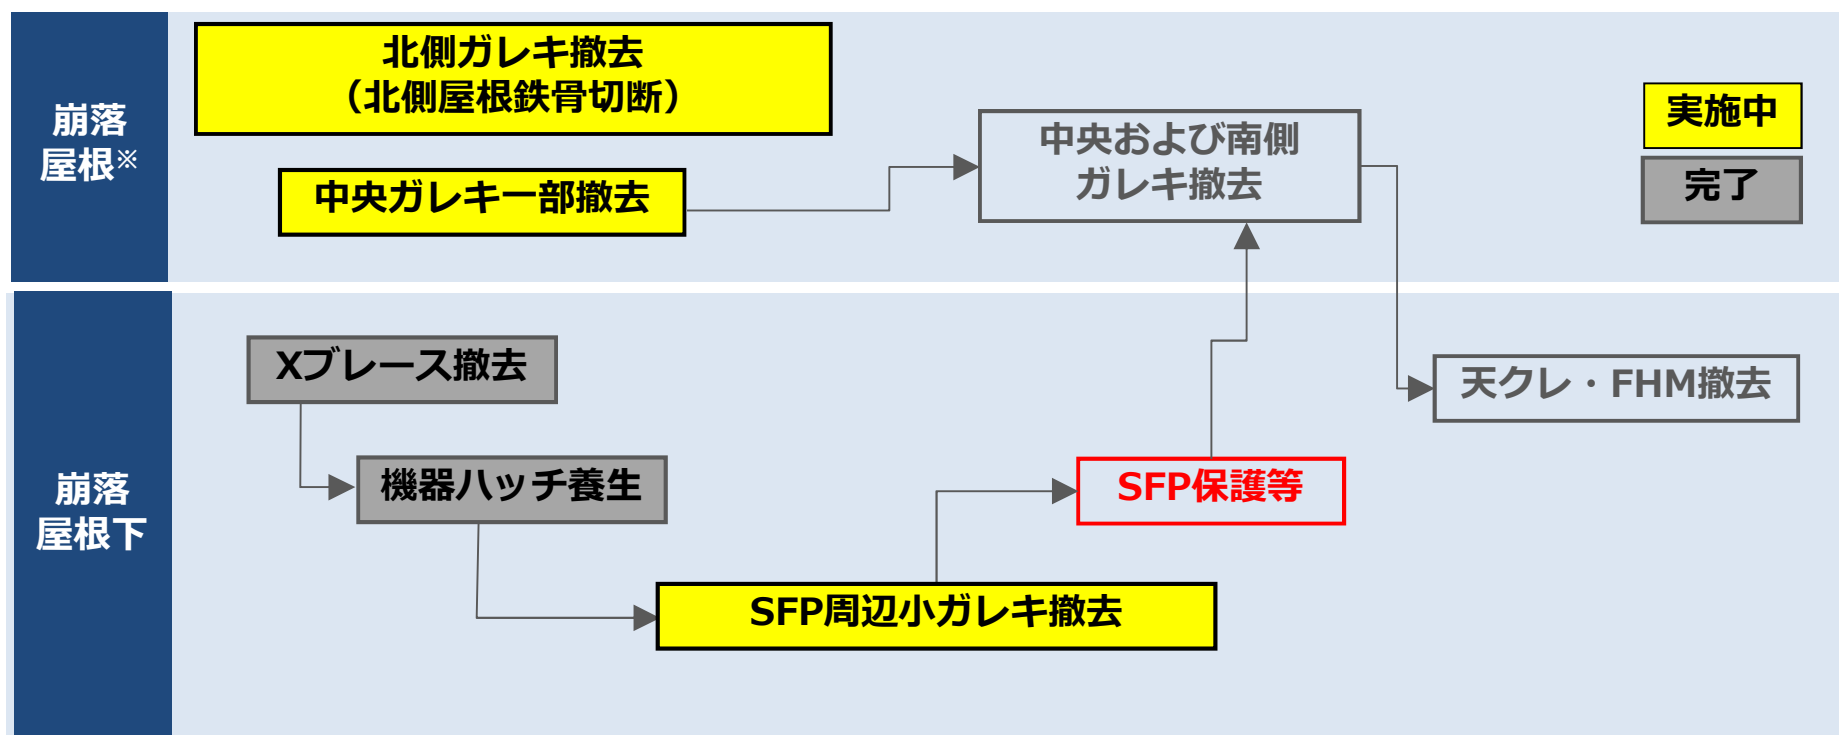 崩落
屋根※
北側ガレキ撤去
（北側屋根鉄骨切断）
中央ガレキ一部撤去
中央および南側
ガレキ撤去
実施中
完了
崩落
屋根下
Xブレース撤去
機器ハッチ養生
SFP周辺小ガレキ撤去
SFP保護等
天クレ・FHM撤去